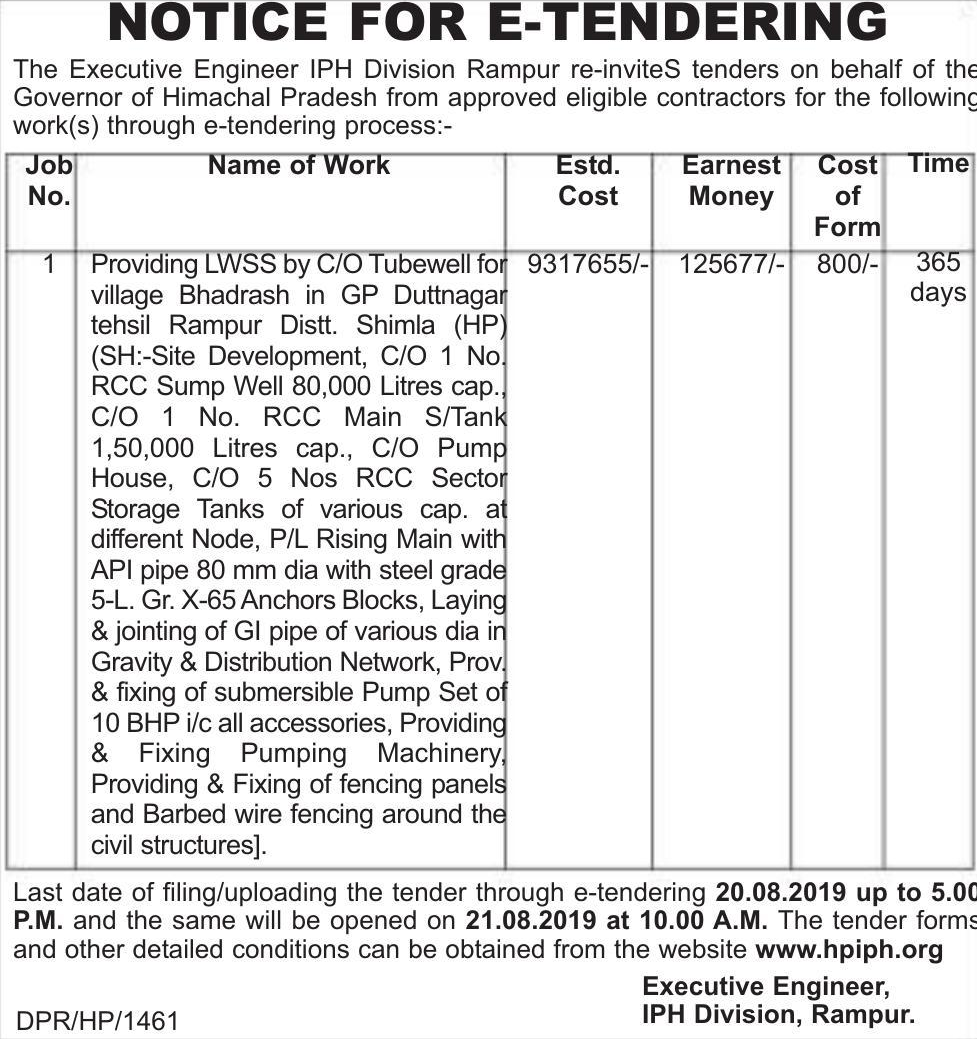 NOTICE FOR E-TENDERING
The Executive Engineer IPH Division Rampur re-inviteS tenders on behalf of the
Governor of Himachal Pradesh from approved eligible contractors for the following
work(s) through e-tendering process:-
Job No. Name of Work Estd. Cost Earnest Money Cost of Form Time
1 Providing LWSS by C/O Tubewell for 9317655/- 125677/- 800/- 365 days
village Bhadrash in GP Duttnagar
tehsil Rampur Distt. Shimla (HP)
(SH:-Site Development, C/O 1 No.
RCC Sump Well 80,000 Litres cap.,
C/O 1 No. RCC Main S/Tank
1,50,000 Litres cap., C/O Pump
House, C/O 5 Nos RCC Sector
Storage Tanks of various cap. at
different Node, P/L Rising Main with
API pipe 80 mm dia with steel grade
5-L. Gr. X-65 Anchors Blocks, Laying
& jointing of GI pipe of various dia in
Gravity & Distribution Network, Prov.
& fixing of submersible Pump Set of
10 BHP i/c all accessories, Providing
& Fixing Pumping Machinery,
Providing & Fixing of fencing panels
and Barbed wire fencing around the
civil structures].
Last date of filing/uploading the tender through e-tendering 20.08.2019 up to 5.00
P.M. and the same will be opened on 21.08.2019 at 10.00 A.M. The tender forms
and other detailed conditions can be obtained from the website www.hpiph.org
Executive Engineer,
IPH Division, Rampur.
DPR/HP/1461